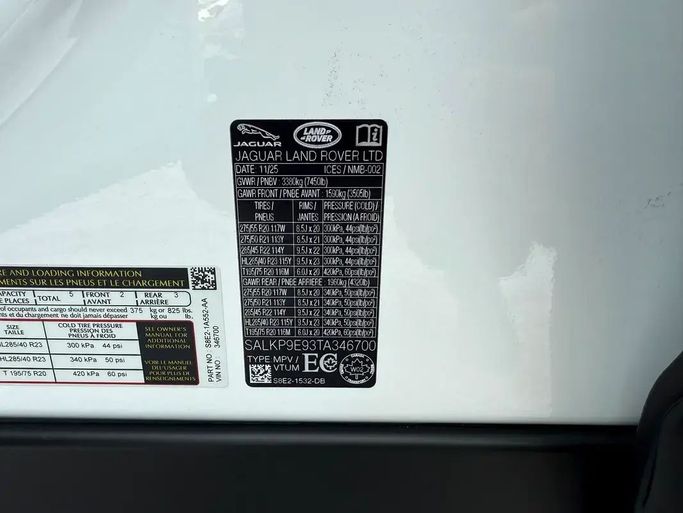 JAGUAR
LAND ROVER
JAGUAR LAND ROVER LTD
DATE 11/25 ICES / NMB-002
GVWR / PNBV 3380kg (7450lb)
GAWR FRONT / PNBE AVANT 1590kg (3505lb)
TIRES / PNEUS RIMS / JANTES PRESSURE (COLD) / PRESSION (A FROID)
275/55 R20 117W 8.5J x 20 300kPa, 44psi(lb/po²)
275/50 R21 113Y 8.5J x 21 300kPa, 44psi(lb/po²)
285/45 R22 114Y 9.5J x 22 300kPa, 44psi(lb/po²)
HL285/40 R23 115Y 9.5J x 23 300kPa, 44psi(lb/po²)
T195/75 R20 116M 6.0J x 20 420kPa, 60psi(lb/po²)
GAWR REAR / PNBE ARRIÈRE 1960kg (4320lb)
275/55 R20 117W 8.5J x 20 340kPa, 50psi(lb/po²)
275/50 R21 113Y 8.5J x 21 340kPa, 50psi(lb/po²)
285/45 R22 114Y 9.5J x 22 340kPa, 50psi(lb/po²)
HL285/40 R23 115Y 9.5J x 23 340kPa, 50psi(lb/po²)
T195/75 R20 116M 6.0J x 20 420kPa, 60psi(lb/po²)
SALKP9E93TA346700
TYPE MPV / VTUM EC
W02
S8E2-1532-DB
RE AND LOADING INFORMATION
EMENTS SUR LES PNEUS ET LE CHARGEMENT
CAPACITY TOTAL 5 FRONT 2 REAR 3
E PLACES AVANT ARRIÈRE
of occupants and cargo should never exceed 375 kg or 825 lbs.
rgement ne doit jamais dépasser kg ou lb.
SIZE TAILLE COLD TIRE PRESSURE PRESSION DES PNEUS À FROID
285/40 R23 300 kPa 44 psi
HL285/40 R23 340 kPa 50 psi
T 195/75 R20 420 kPa 60 psi
SEE OWNER'S MANUAL FOR ADDITIONAL INFORMATION
VOIR LE MANUEL DE L'USAGER POUR PLUS DE RENSEIGNEMENTS
PART NO: S8E2-1A552-AA
VIN NO: 346700